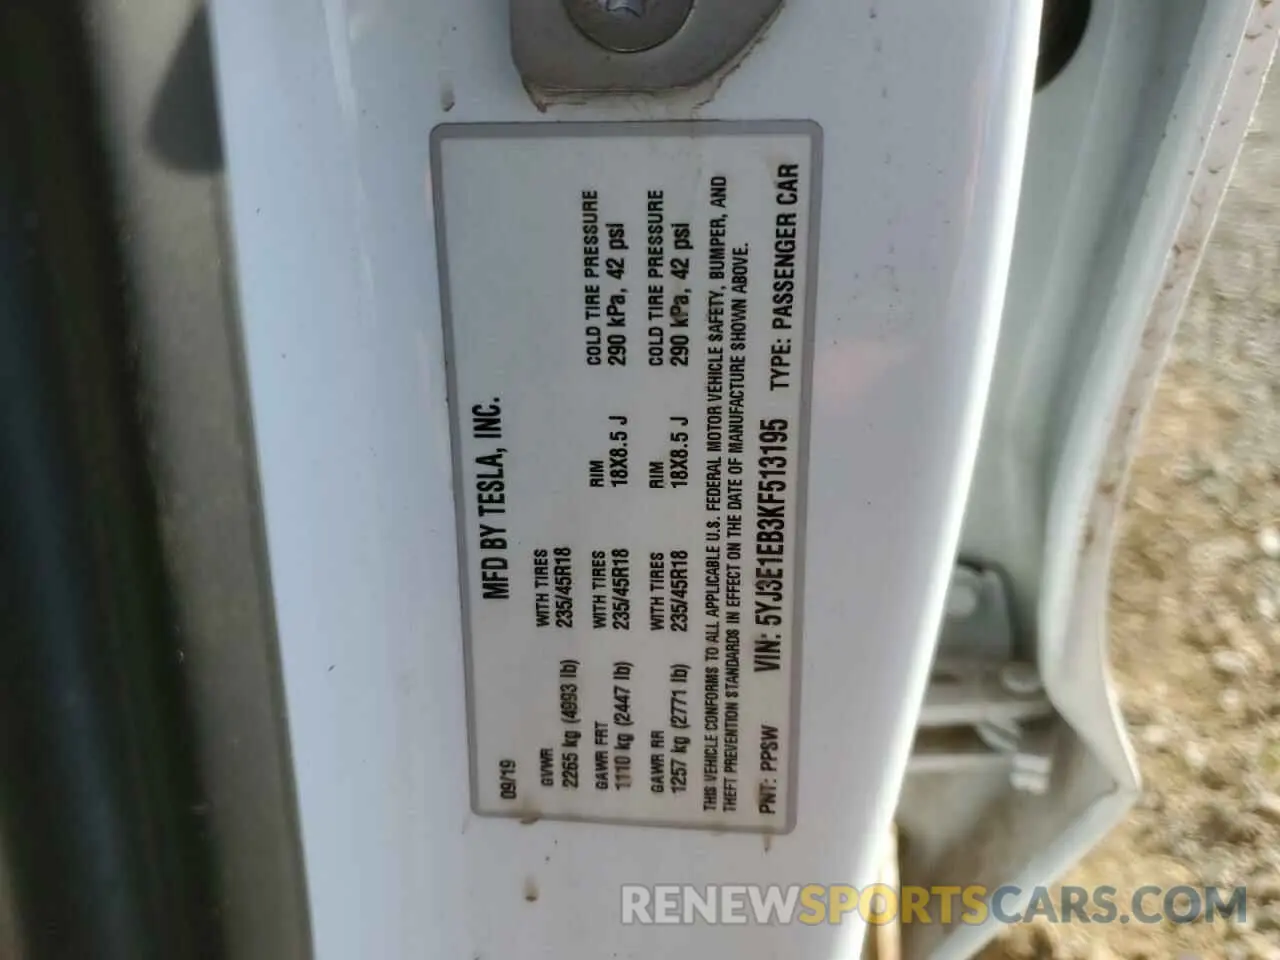 09/19 MFD BY TESLA, INC.
GVWR WITH TIRES
2265 kg (4993 lb) 235/45R18
GAWR FRT WITH TIRES RIM COLD TIRE PRESSURE
1110 kg (2447 lb) 235/45R18 18X8.5 J 290 kPa, 42 psi
GAWR RR WITH TIRES RIM COLD TIRE PRESSURE
1257 kg (2771 lb) 235/45R18 18X8.5 J 290 kPa, 42 psi
THIS VEHICLE CONFORMS TO ALL APPLICABLE U.S. FEDERAL MOTOR VEHICLE SAFETY, BUMPER, AND
THEFT PREVENTION STANDARDS IN EFFECT ON THE DATE OF MANUFACTURE SHOWN ABOVE.
PNT: PPSW VIN: 5YJ3E1EB3KF513195 TYPE: PASSENGER CAR
RENEWSPORTSCARS.COM